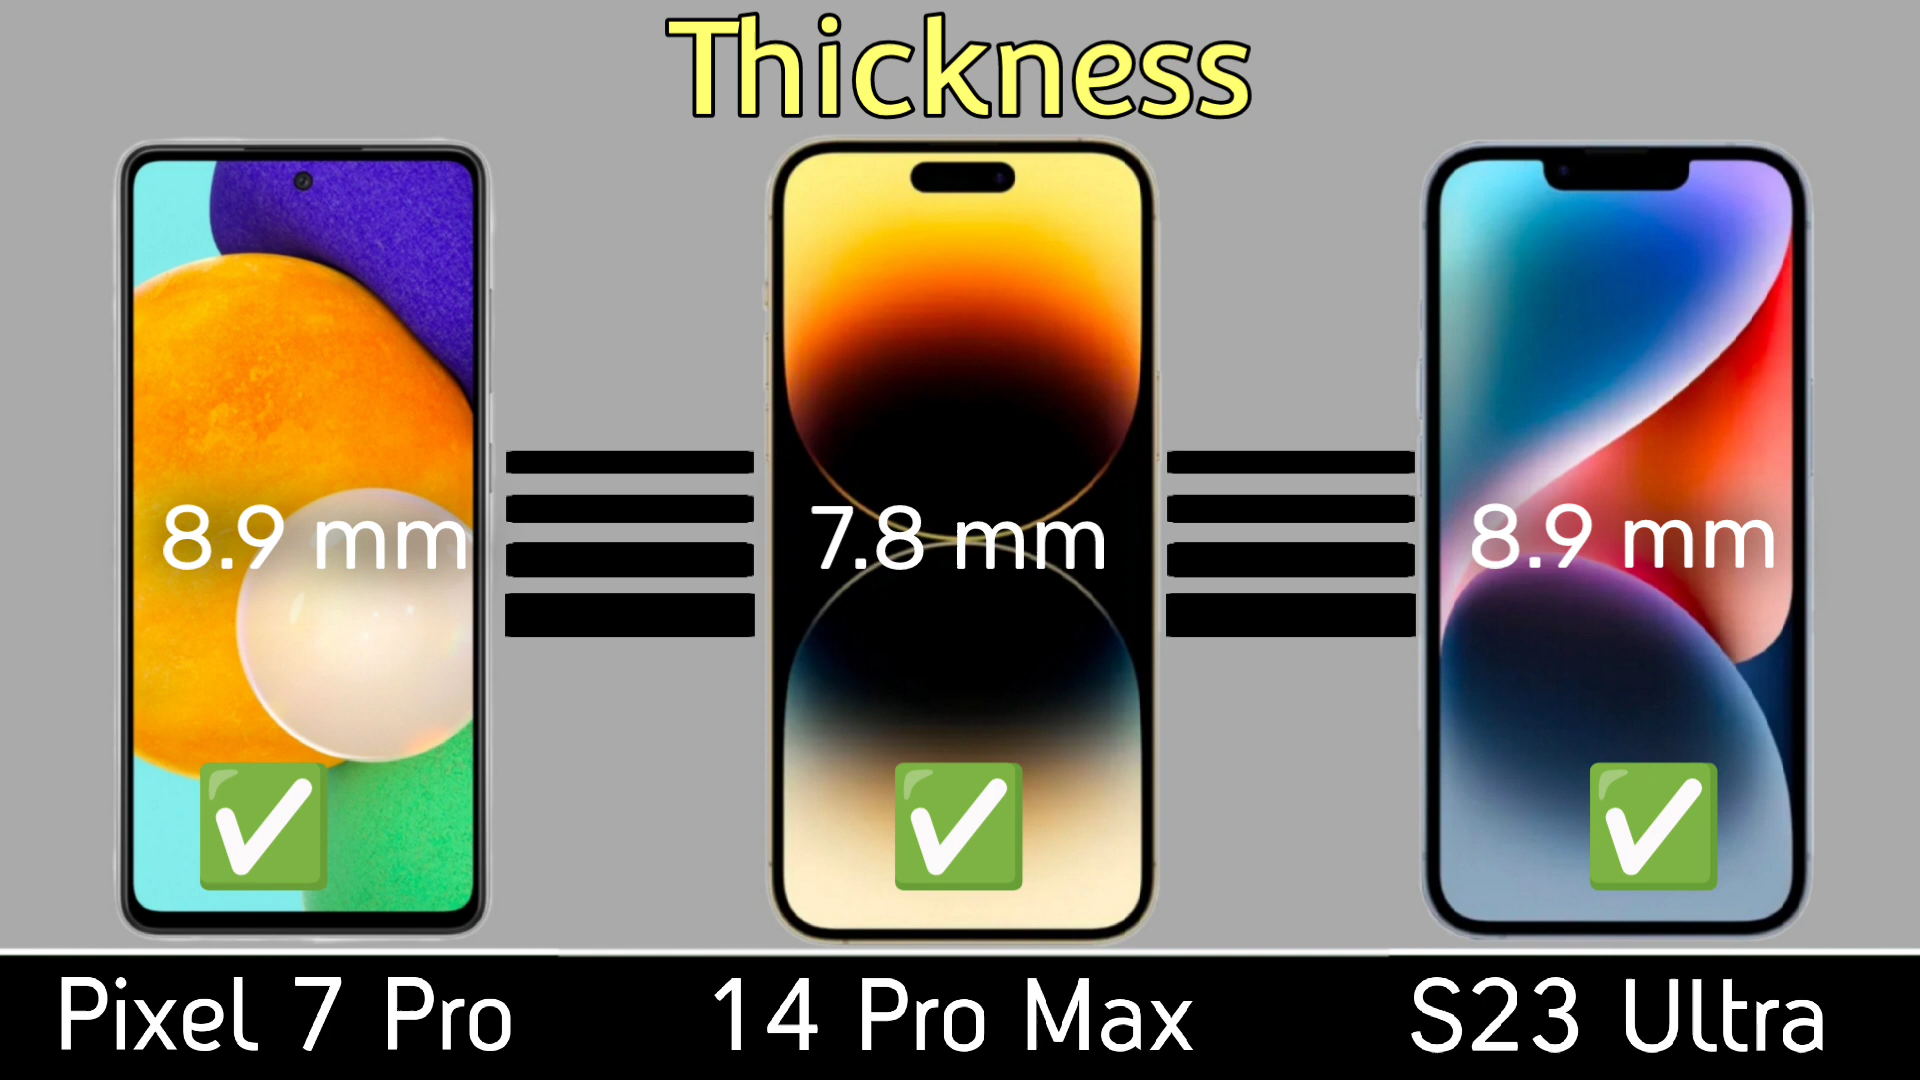 Thickness
8.9 mm
7.8 mm
8.9 mm
Pixel 7 Pro
14 Pro Max
S23 Ultra